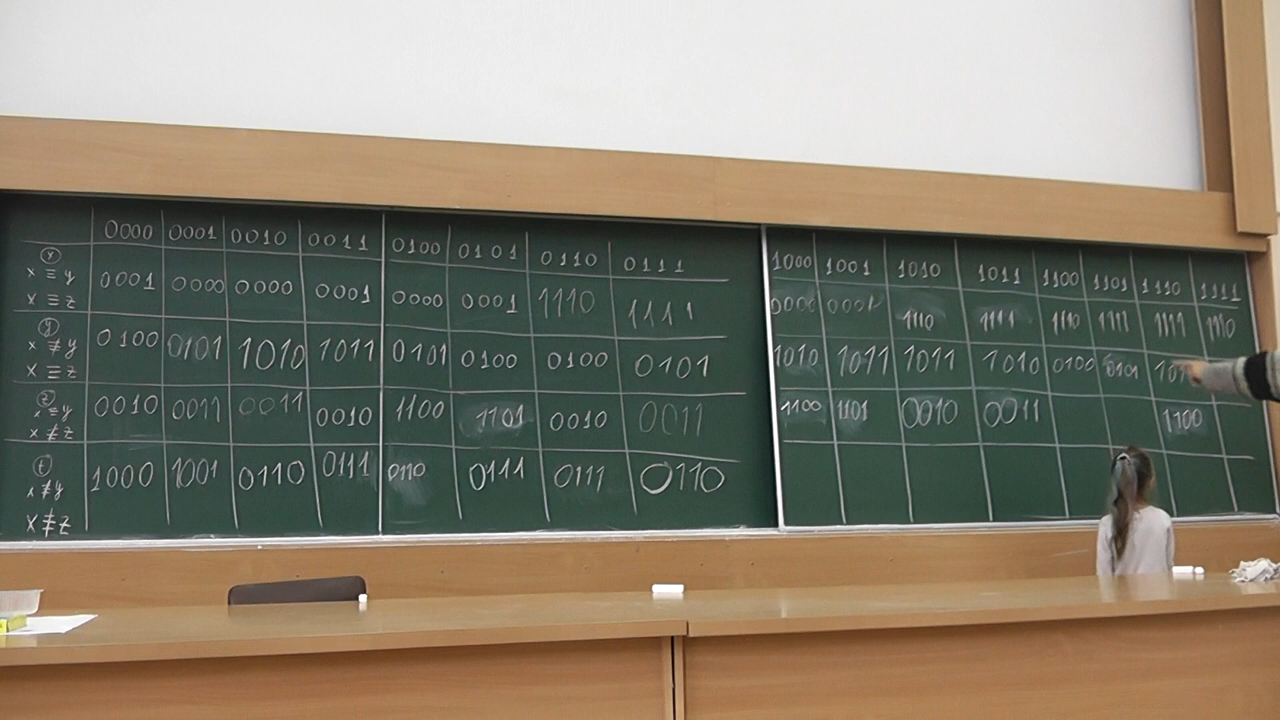 0000 0001 0010 0011 0100 0101 0110 0111 1000 1001 1010 1011 1100 1101 1110 1111
(x)
x ≡ y
x ≡ z
0001 0000 0000 0001 0000 0001 1110 1111 0000 0001 1110 1111 1110 1111 1111 1110
(y)
x ≢ y
x ≡ z
0100 0101 1010 1011 0101 0100 0100 0101 1010 1011 1011 1010 0100 0101
(z)
x ≡ y
x ≢ z
0010 0011 0011 0010 1100 1101 0010 0011 1100 1101 0010 0011 1100
(t)
x ≢ y
x ≢ z
1000 1001 0110 0111 0110 0111 0111 0110